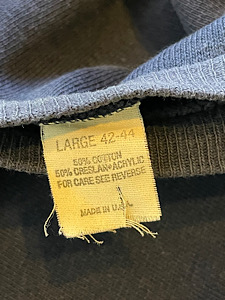 LARGE 42-44
50% COTTON
50% CRESLAN® ACRYLIC
FOR CARE SEE REVERSE
MADE IN U.S.A.